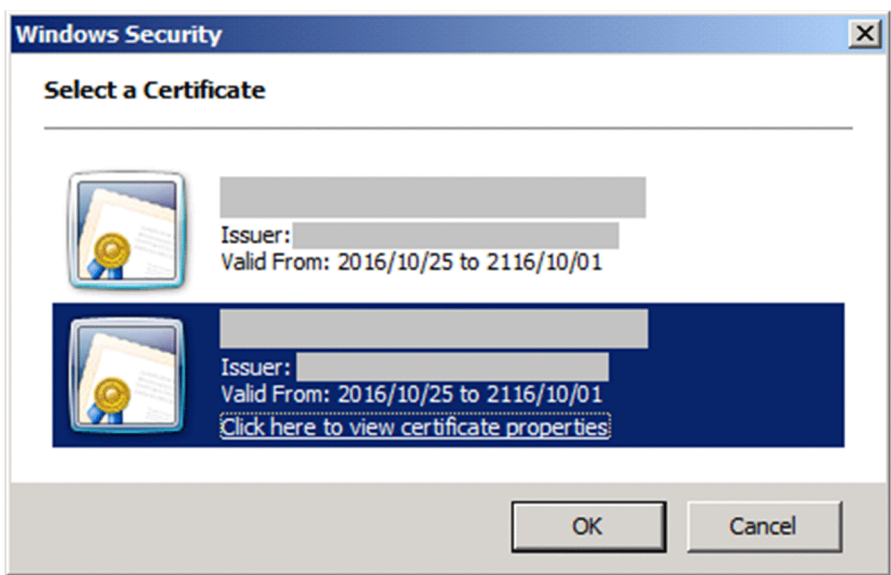 Windows Security
Select a Certificate
Issuer:
Valid From: 2016/10/25 to 2116/10/01
Issuer:
Valid From: 2016/10/25 to 2116/10/01
Click here to view certificate properties
OK
Cancel